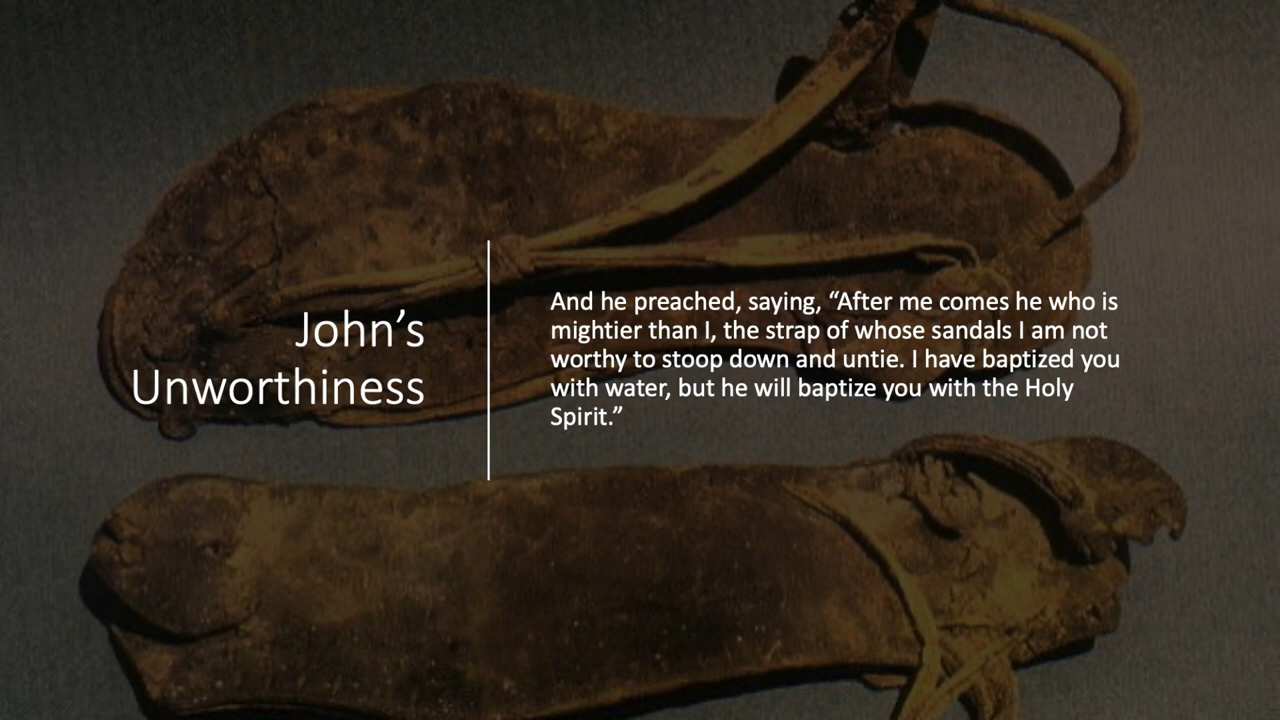 John’s
Unworthiness
And he preached, saying, “After me comes he who is
mightier than I, the strap of whose sandals I am not
worthy to stoop down and untie. I have baptized you
with water, but he will baptize you with the Holy
Spirit.”